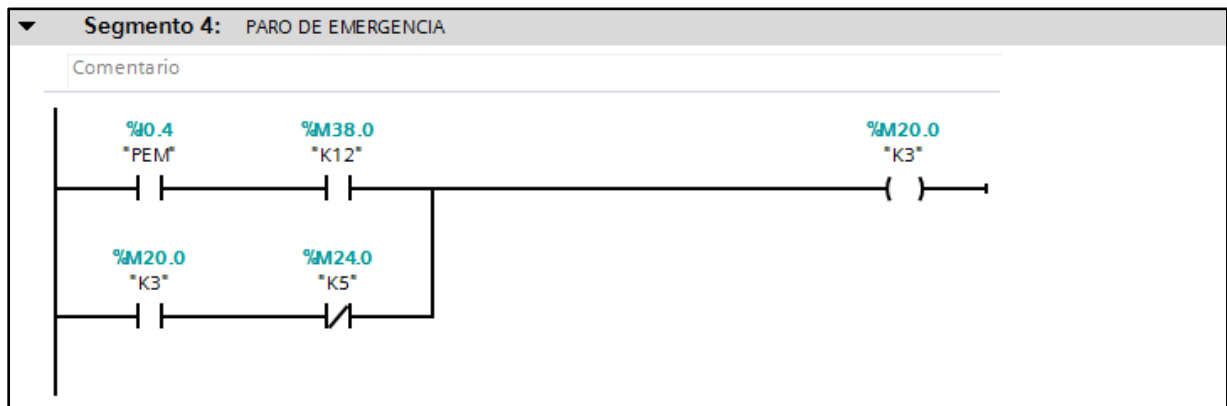 Segmento 4: PARO DE EMERGENCIA
Comentario
%I0.4 %M38.0 %M20.0
"PEM" "K12" "K3"
%M20.0 %M24.0
"K3" "K5"